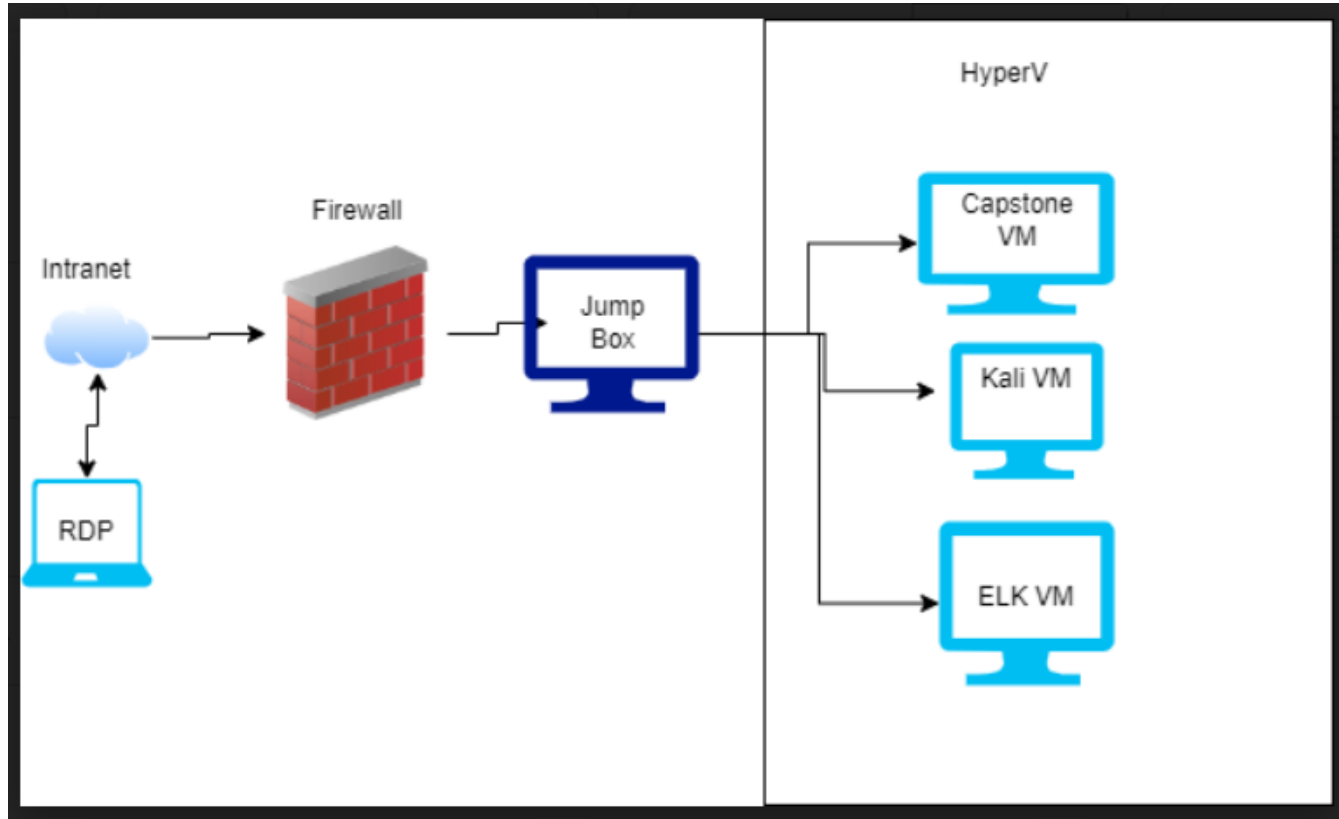 HyperV
Capstone
VM
Firewall
Intranet
Jump
Box
Kali VM
RDP
ELK VM